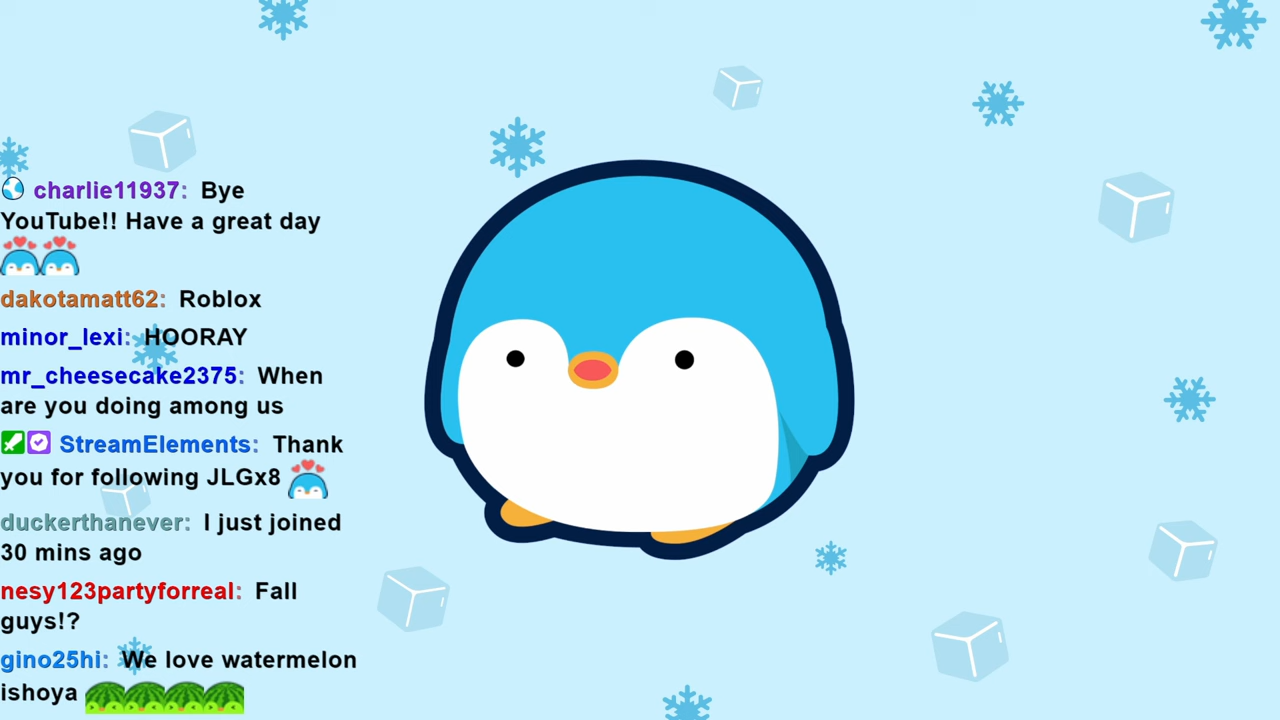 charlie11937: Bye
YouTube!! Have a great day
dakotamatt62: Roblox
minor_lexi: HOORAY
mr_cheesecake2375: When
are you doing among us
StreamElements: Thank
you for following JLGx8
duckerthanever: I just joined
30 mins ago
nesy123partyforreal: Fall
guys!?
gino25hi: We love watermelon
ishoya